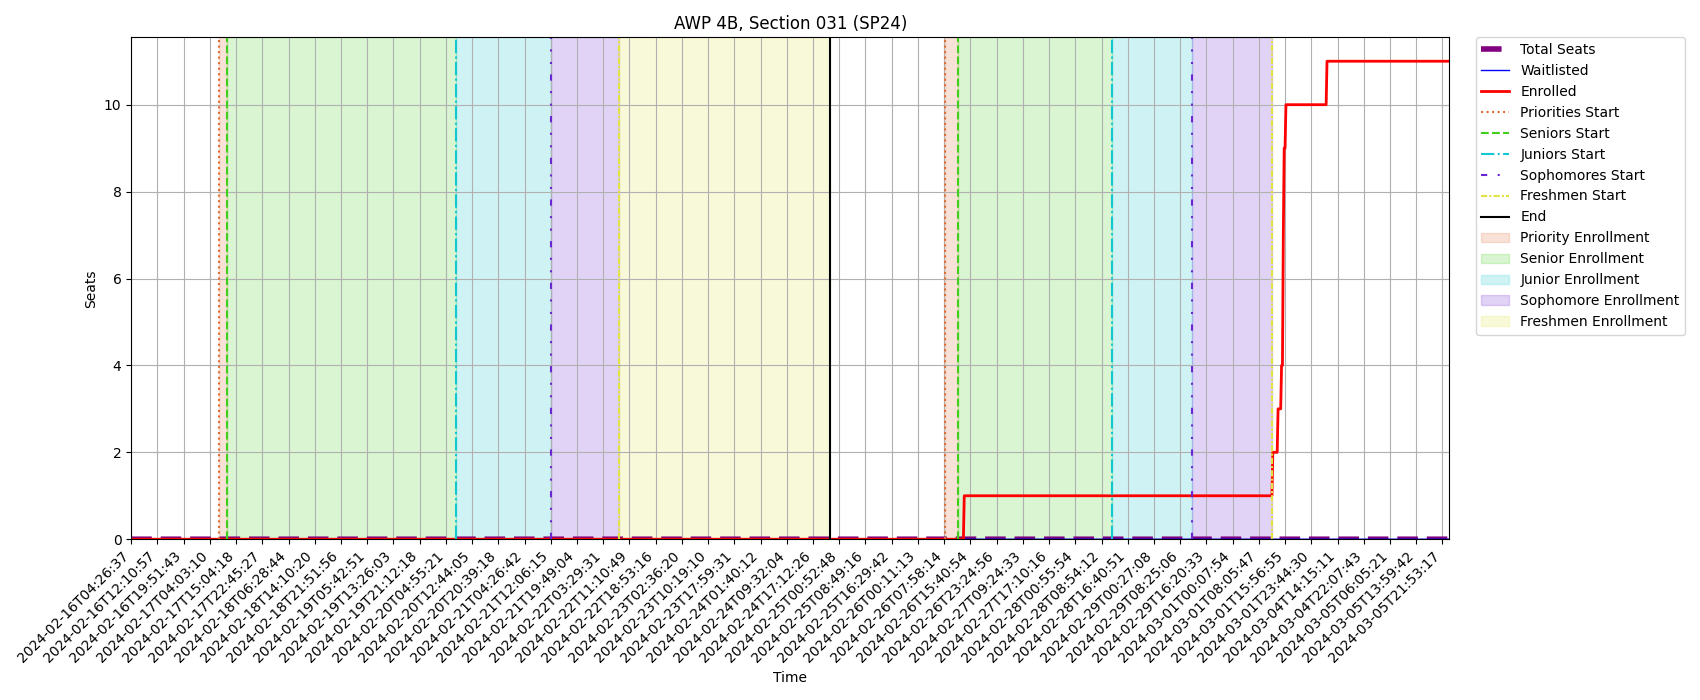 AWP 4B, Section 031 (SP24)
Seats
10
8
6
4
2
0
2024-02-16T04:26:37
2024-02-16T12:10:57
2024-02-16T19:51:43
2024-02-17T04:03:10
2024-02-17T15:04:18
2024-02-17T22:45:27
2024-02-18T06:28:44
2024-02-18T14:10:20
2024-02-18T21:51:56
2024-02-19T05:42:51
2024-02-19T13:26:03
2024-02-19T21:12:18
2024-02-20T04:55:21
2024-02-20T12:44:05
2024-02-20T20:39:18
2024-02-21T04:26:42
2024-02-21T12:06:15
2024-02-21T19:49:04
2024-02-22T03:29:31
2024-02-22T11:10:49
2024-02-22T18:53:16
2024-02-23T02:36:20
2024-02-23T10:19:10
2024-02-23T17:59:31
2024-02-24T01:40:12
2024-02-24T09:32:04
2024-02-24T17:12:26
2024-02-25T00:52:48
2024-02-25T08:49:16
2024-02-25T16:29:42
2024-02-26T00:11:13
2024-02-26T07:58:14
2024-02-26T15:40:54
2024-02-26T23:24:56
2024-02-27T09:24:33
2024-02-27T17:10:16
2024-02-28T00:55:54
2024-02-28T08:54:12
2024-02-28T16:40:51
2024-02-29T00:27:08
2024-02-29T08:25:06
2024-02-29T16:20:33
2024-03-01T00:07:54
2024-03-01T08:05:47
2024-03-01T15:56:55
2024-03-01T23:44:30
2024-03-04T14:15:11
2024-03-04T22:07:43
2024-03-05T06:05:21
2024-03-05T13:59:42
2024-03-05T21:53:17
Time
Total Seats
Waitlisted
Enrolled
Priorities Start
Seniors Start
Juniors Start
Sophomores Start
Freshmen Start
End
Priority Enrollment
Senior Enrollment
Junior Enrollment
Sophomore Enrollment
Freshmen Enrollment